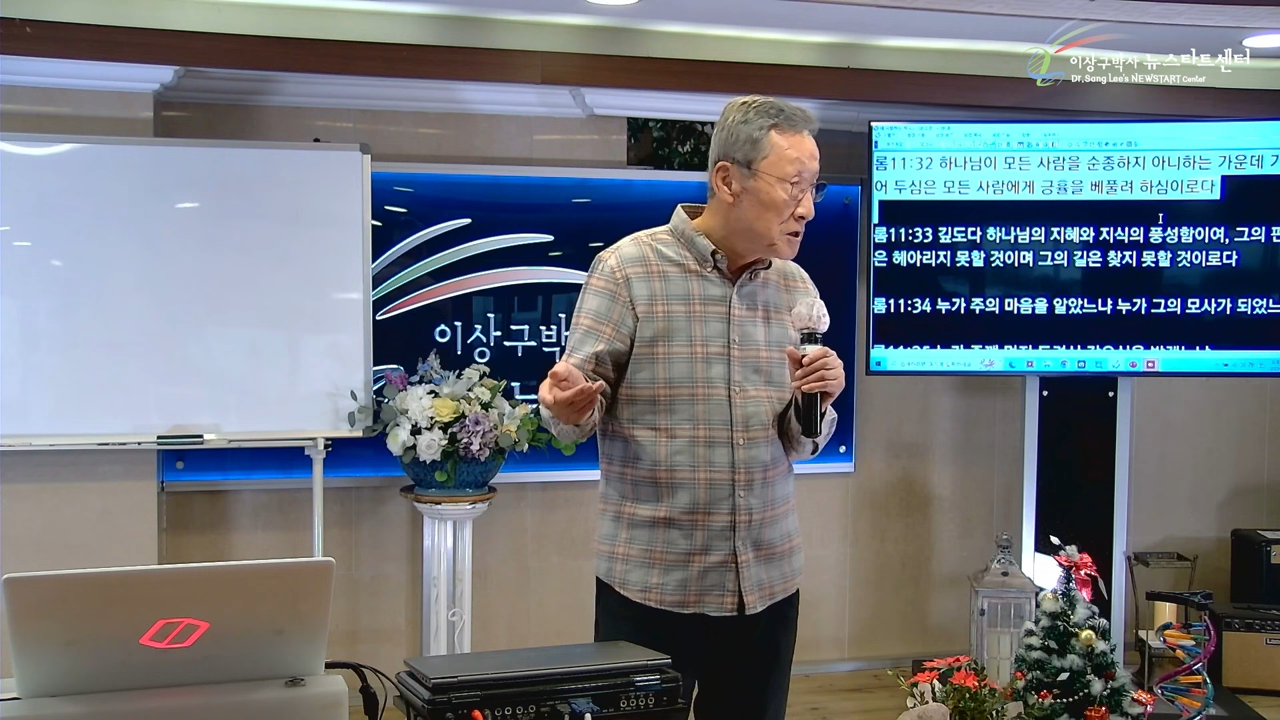 이상구박사 뉴스타트센터
Dr. Sang Lee's NEWSTART Center
롬11:32 하나님이 모든 사람을 순종하지 아니하는 가운데
어 두심은 모든 사람에게 긍휼을 베풀려 하심이로다
롬11:33 깊도다 하나님의 지혜와 지식의 풍성함이여, 그의
은 헤아리지 못할 것이며 그의 길은 찾지 못할 것이로다
롬11:34 누가 주의 마음을 알았느냐 누가 그의 모사가 되었느
이상구박